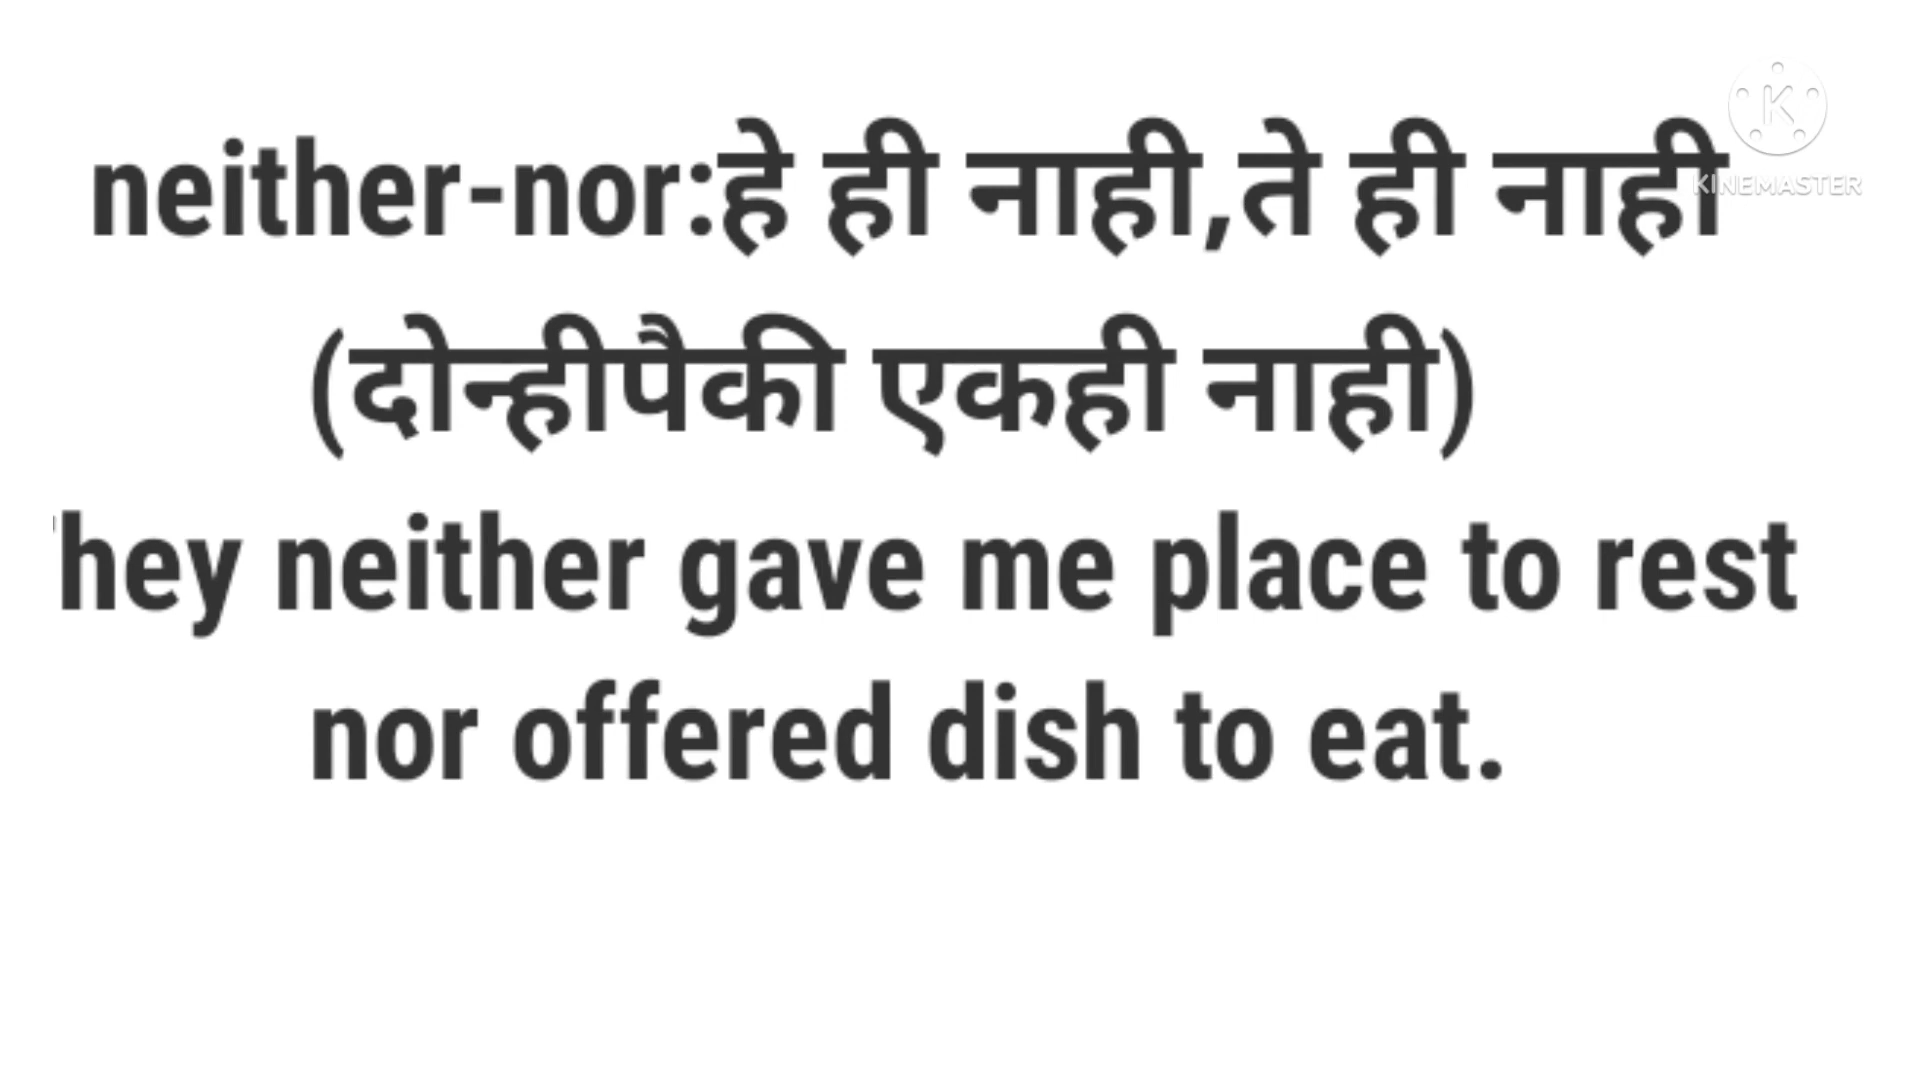 neither-nor:हे ही नाही,ते ही नाही
KINEMASTER
(दोन्हीपैकी एकही नाही)
hey neither gave me place to rest
nor offered dish to eat.